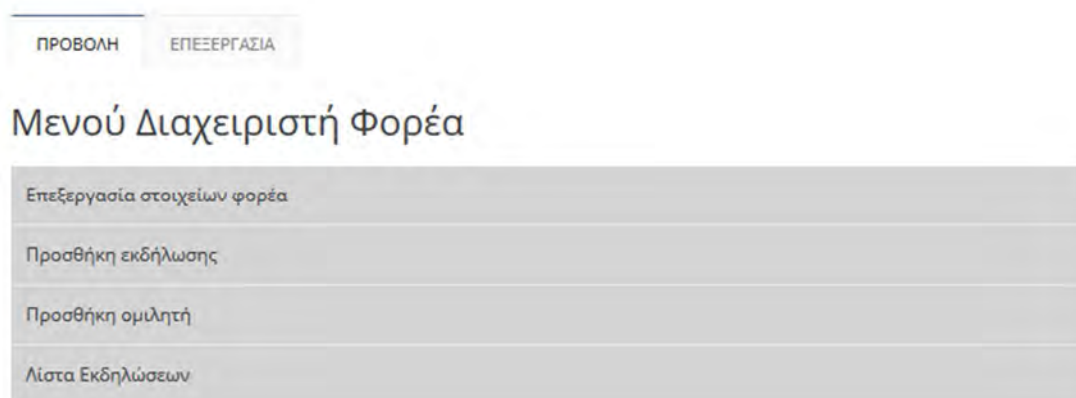 ΠΡΟΒΟΛΗ ΕΠΕΞΕΡΓΑΣΙΑ
Μενού Διαχειριστή Φορέα
Επεξεργασία στοιχείων φορέα
Προσθήκη εκδήλωσης
Προσθήκη ομιλητή
Λίστα Εκδηλώσεων